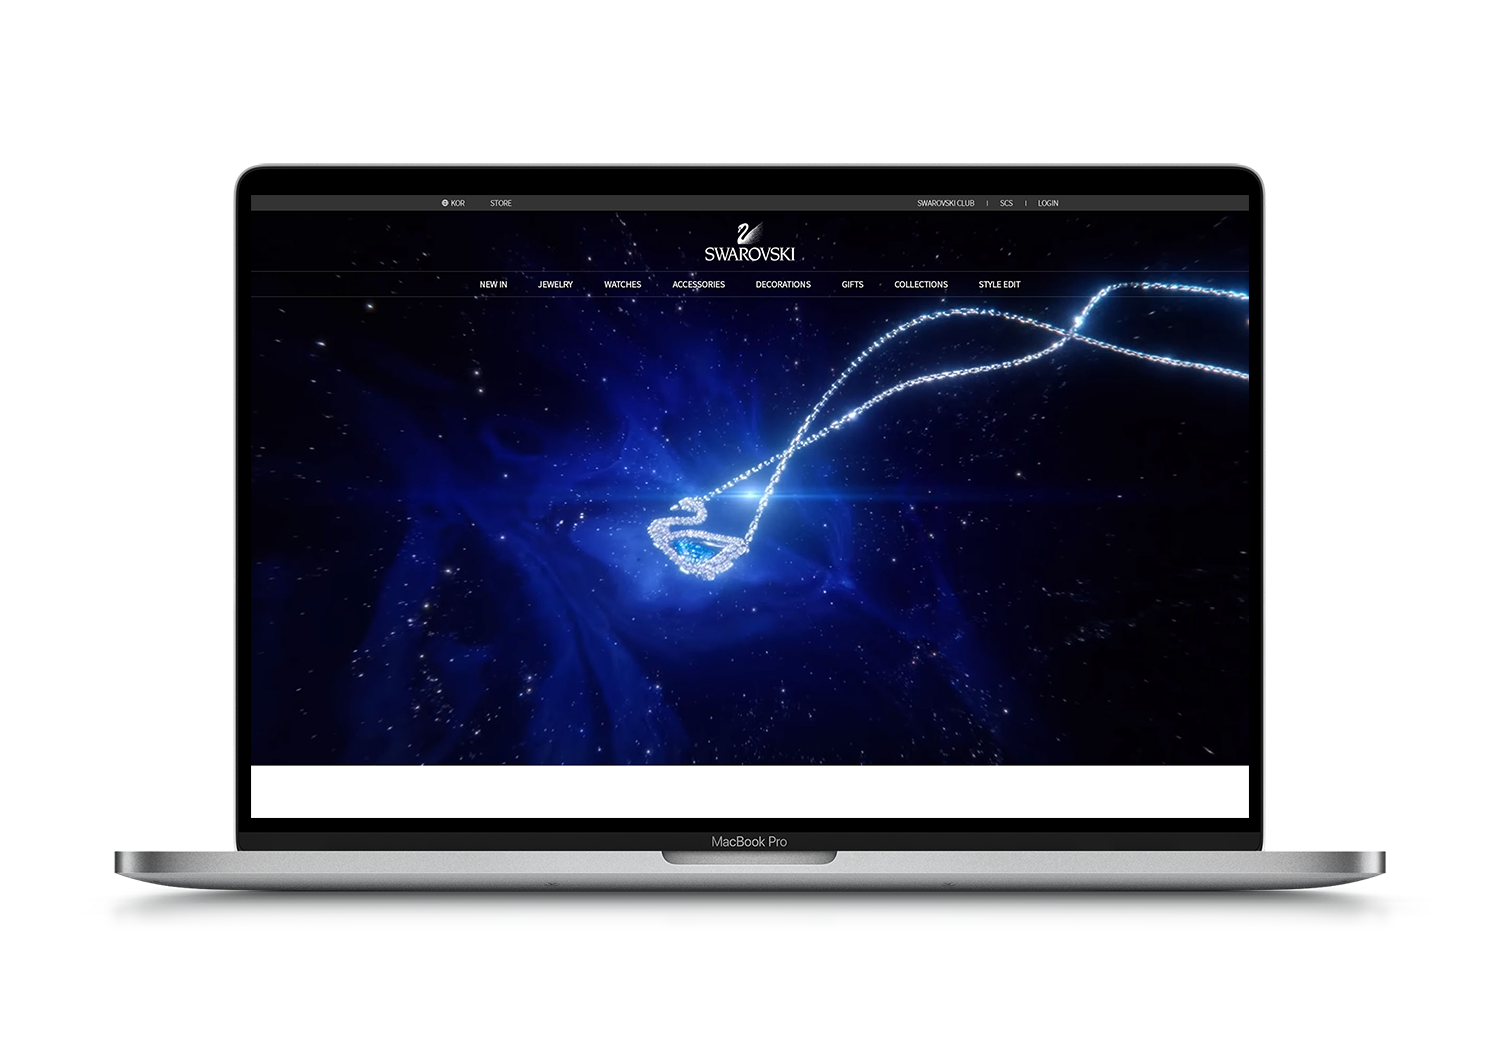 KOR STORE SWAROVSKI CLUB | SCS | LOGIN
SWAROVSKI
NEW IN JEWELRY WATCHES ACCESSORIES DECORATIONS GIFTS COLLECTIONS STYLE EDIT
MacBook Pro